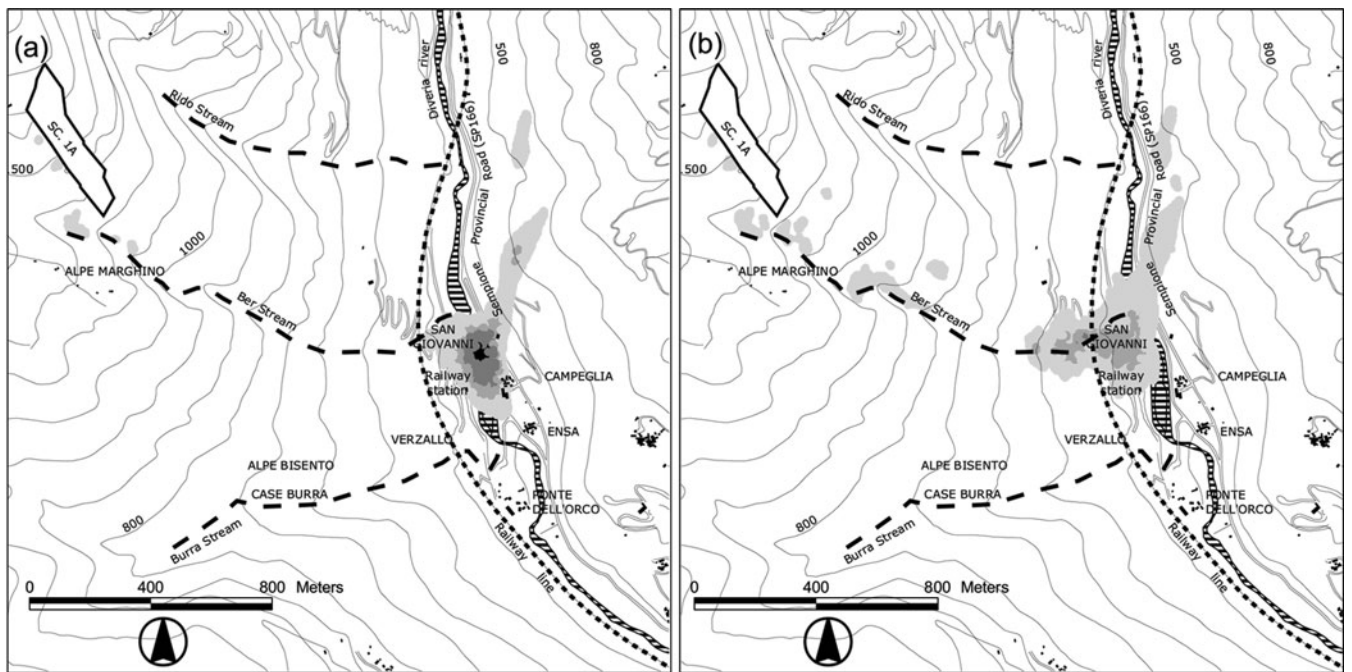 (a)
500
800
Diveria river
Rido Stream
SC. 1A
Provincial Road (SP166)
.500
1000
ALPE MARGHINO
Sempione
Ber Stream
SAN
GIOVANNI
Railway
station
CAMPEGLIA
VERZALLO
ENSA
ALPE BISENTO
CASE BURRA
PONTE
DELL'ORCO
800
Burra Stream
Railway line
0 400 800 Meters
(b)
500
800
Diveria river
Rido Stream
SC. 1A
Provincial Road (SP166)
.500
1000
ALPE MARGHINO
Sempione
Ber Stream
SAN
GIOVANNI
Railway
station
CAMPEGLIA
VERZALLO
ENSA
ALPE BISENTO
CASE BURRA
PONTE
DELL'ORCO
800
Burra Stream
Railway line
0 400 800 Meters